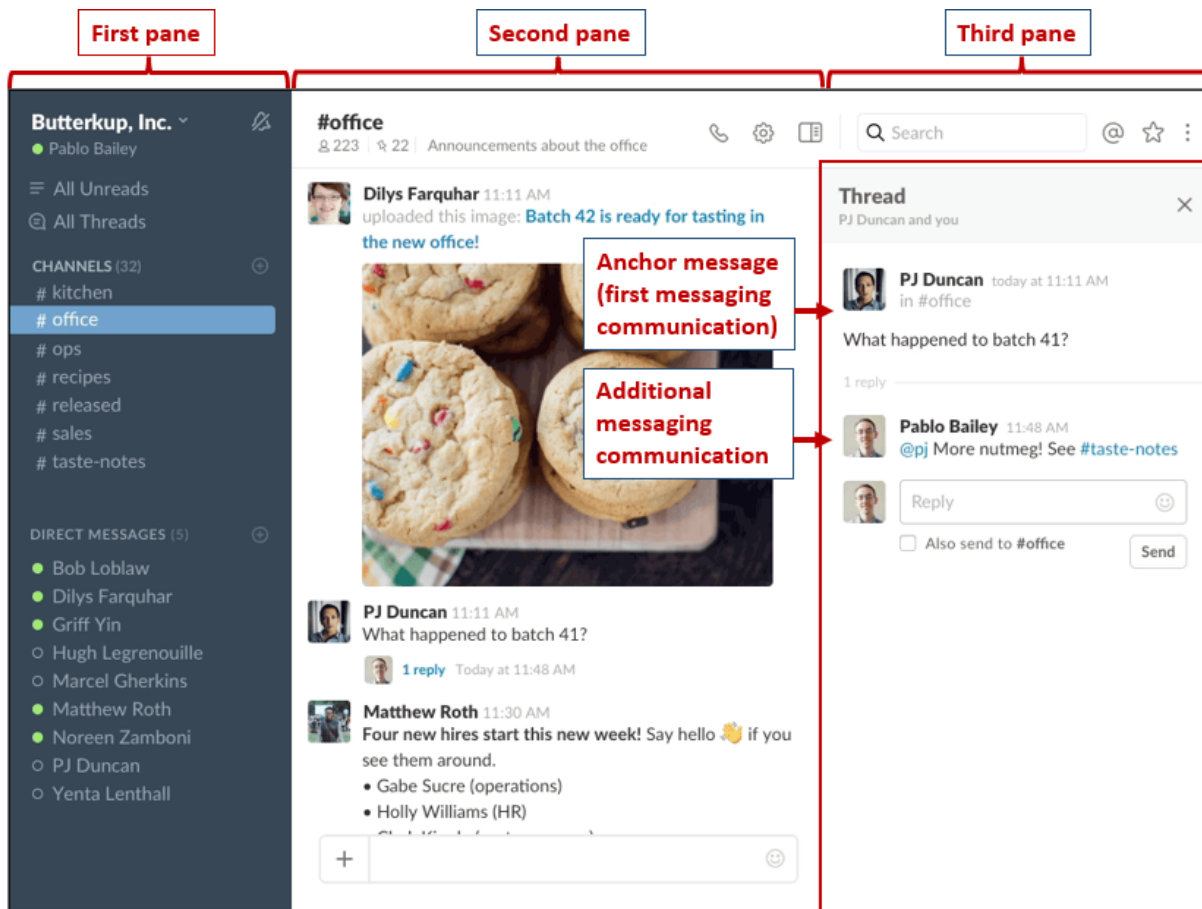 First pane
Second pane
Third pane
Butterkup, Inc.
Pablo Bailey
All Unreads
All Threads
CHANNELS (32)
# kitchen
# office
# ops
# recipes
# released
# sales
# taste-notes
DIRECT MESSAGES (5)
Bob Loblaw
Dilys Farquhar
Griff Yin
Hugh Legrenouille
Marcel Gherkins
Matthew Roth
Noreen Zamboni
PJ Duncan
Yenta Lenthall
#office
223 | 22 | Announcements about the office
Dilys Farquhar 11:11 AM
uploaded this image: Batch 42 is ready for tasting in
the new office!
PJ Duncan 11:11 AM
What happened to batch 41?
1 reply Today at 11:48 AM
Matthew Roth 11:30 AM
Four new hires start this new week! Say hello 👋 if you
see them around.
• Gabe Sucre (operations)
• Holly Williams (HR)
Anchor message
(first messaging
communication)
Additional
messaging
communication
Search
Thread
PJ Duncan and you
PJ Duncan today at 11:11 AM
in #office
What happened to batch 41?
1 reply
Pablo Bailey 11:48 AM
@pj More nutmeg! See #taste-notes
Reply
Also send to #office
Send